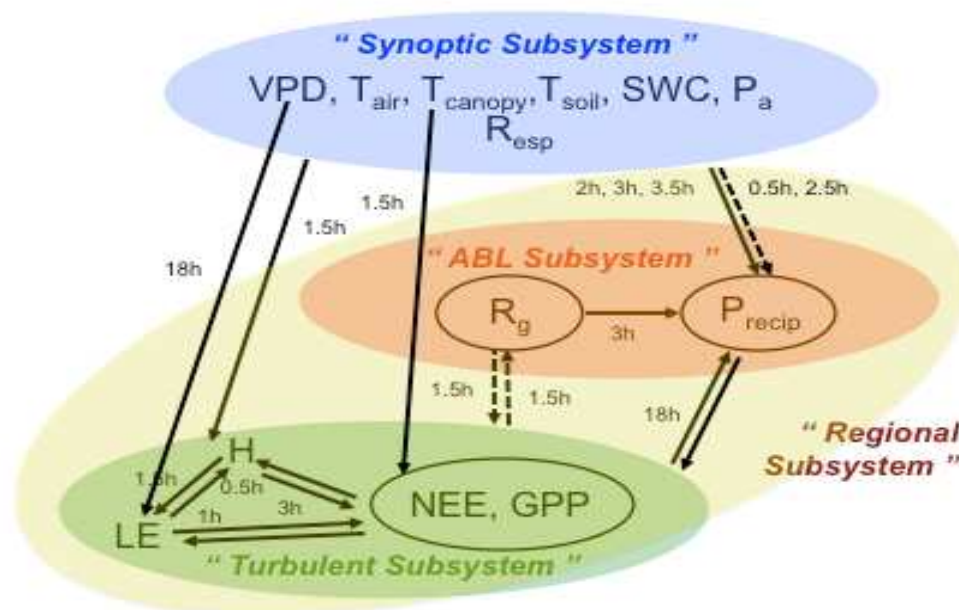 “ Synoptic Subsystem ”
VPD, Tair, Tcanopy,Tsoil, SWC, Pa
Resp
2h, 3h, 3.5h
0.5h, 2.5h
1.5h
1.5h
18h
“ ABL Subsystem ”
Rg
Precip
3h
1.5h
1.5h
18h
“ Regional
Subsystem ”
H
1.5h
0.5h
NEE, GPP
1h
3h
LE
“ Turbulent Subsystem ”